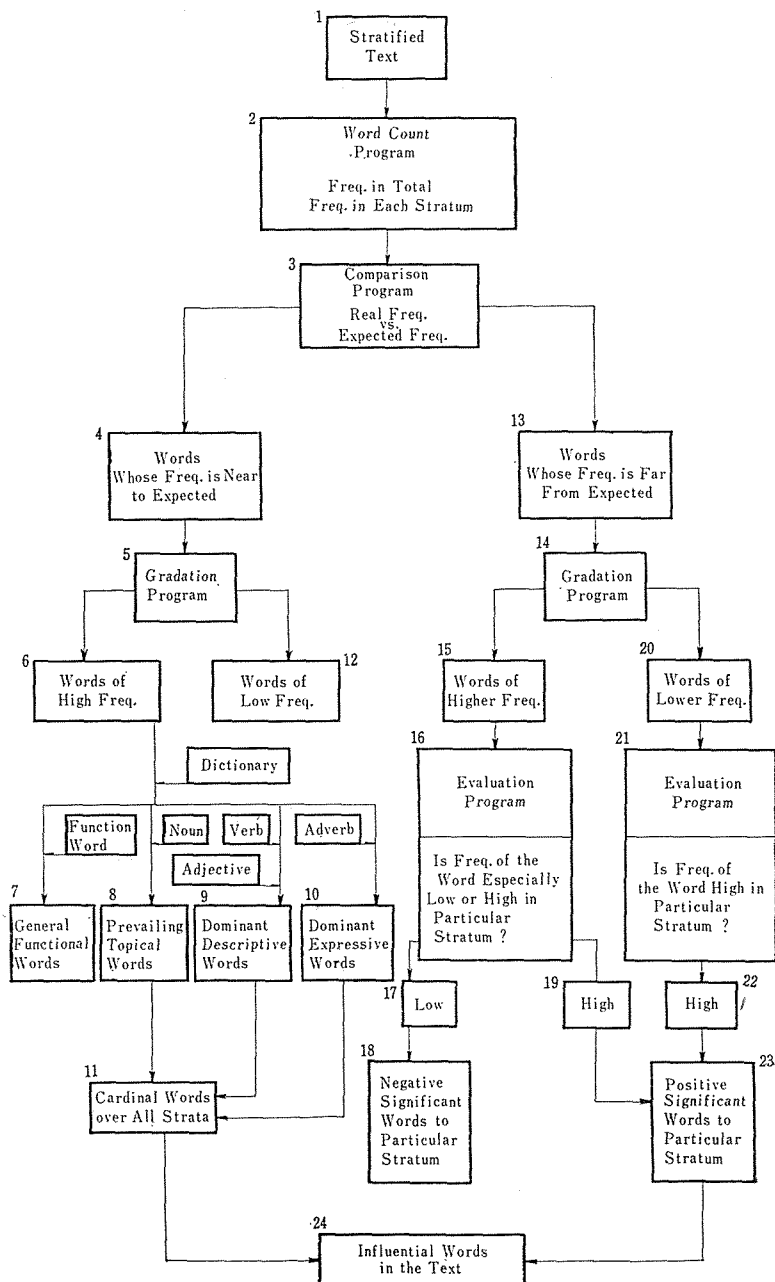 1
Stratified
Text
2
Word Count
Program
Freq. in Total
Freq. in Each Stratum
3
Comparison
Program
Real Freq.
vs.
Expected Freq.
4
Words
Whose Freq. is Near
to Expected
13
Words
Whose Freq. is Far
From Expected
5
Gradation
Program
14
Gradation
Program
6
Words of
High Freq.
12
Words of
Low Freq.
15
Words of
Higher Freq.
20
Words of
Lower Freq.
Dictionary
Function
Word
Noun
Verb
Adverb
Adjective
16
Evaluation
Program
Is Freq. of the
Word Especially
Low or High in
Particular
Stratum ?
21
Evaluation
Program
Is Freq. of
the Word High in
Particular
Stratum ?
7
General
Functional
Words
8
Prevailing
Topical
Words
9
Dominant
Descriptive
Words
10
Dominant
Expressive
Words
17
Low
19
High
22
High
11
Cardinal Words
over All Strata
18
Negative
Significant
Words to
Particular
Stratum
23
Positive
Significant
Words to
Particular
Stratum
24
Influential Words
in the Text